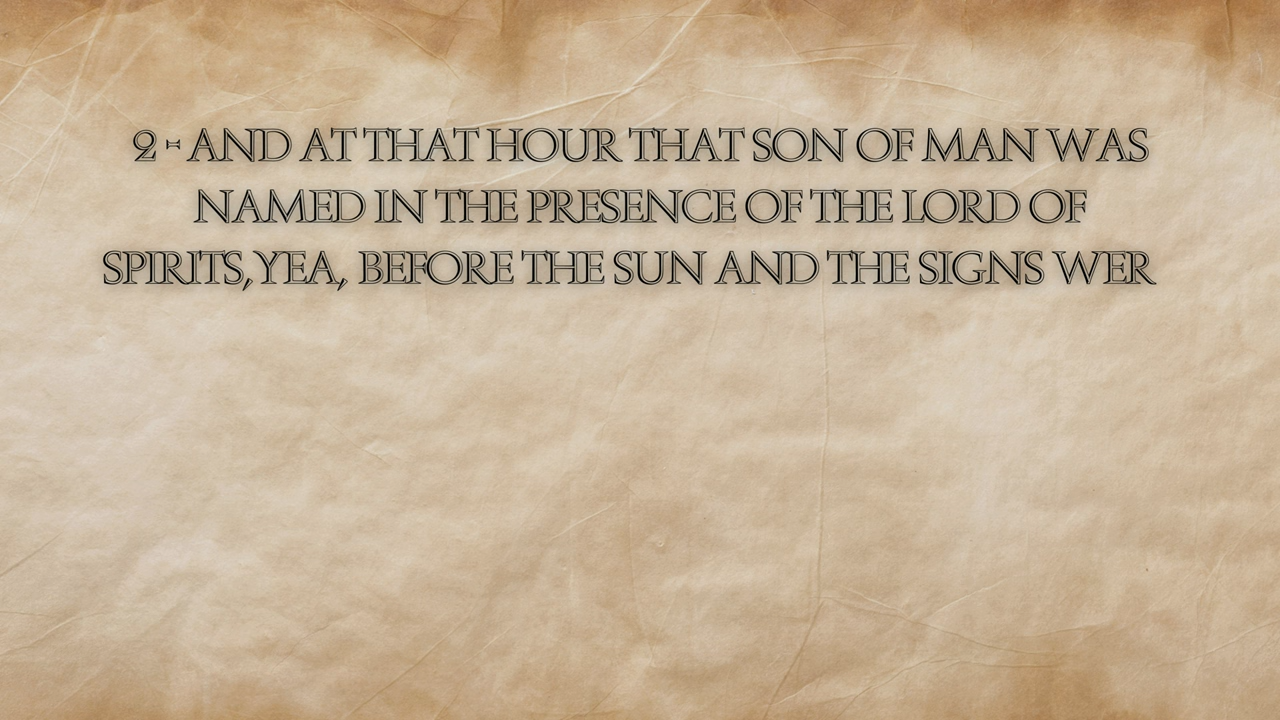 2 - AND AT THAT HOUR THAT SON OF MAN WAS
NAMED IN THE PRESENCE OF THE LORD OF
SPIRITS, YEA, BEFORE THE SUN AND THE SIGNS WER